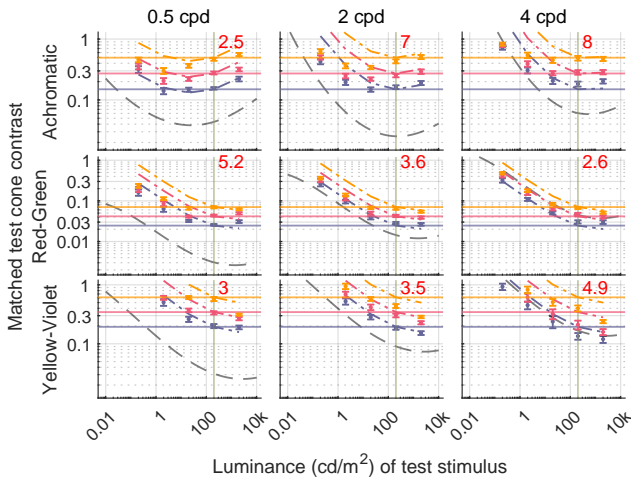 0.5 cpd 2 cpd 4 cpd
Matched test cone contrast
Achromatic
1
0.3
0.1
2.5 7 8
Red-Green
1
0.3
0.1
0.03
0.01
5.2 3.6 2.6
Yellow-Violet
1
0.3
0.1
3 3.5 4.9
0.01 1 100 10k 0.01 1 100 10k 0.01 1 100 10k
Luminance (cd/m²) of test stimulus